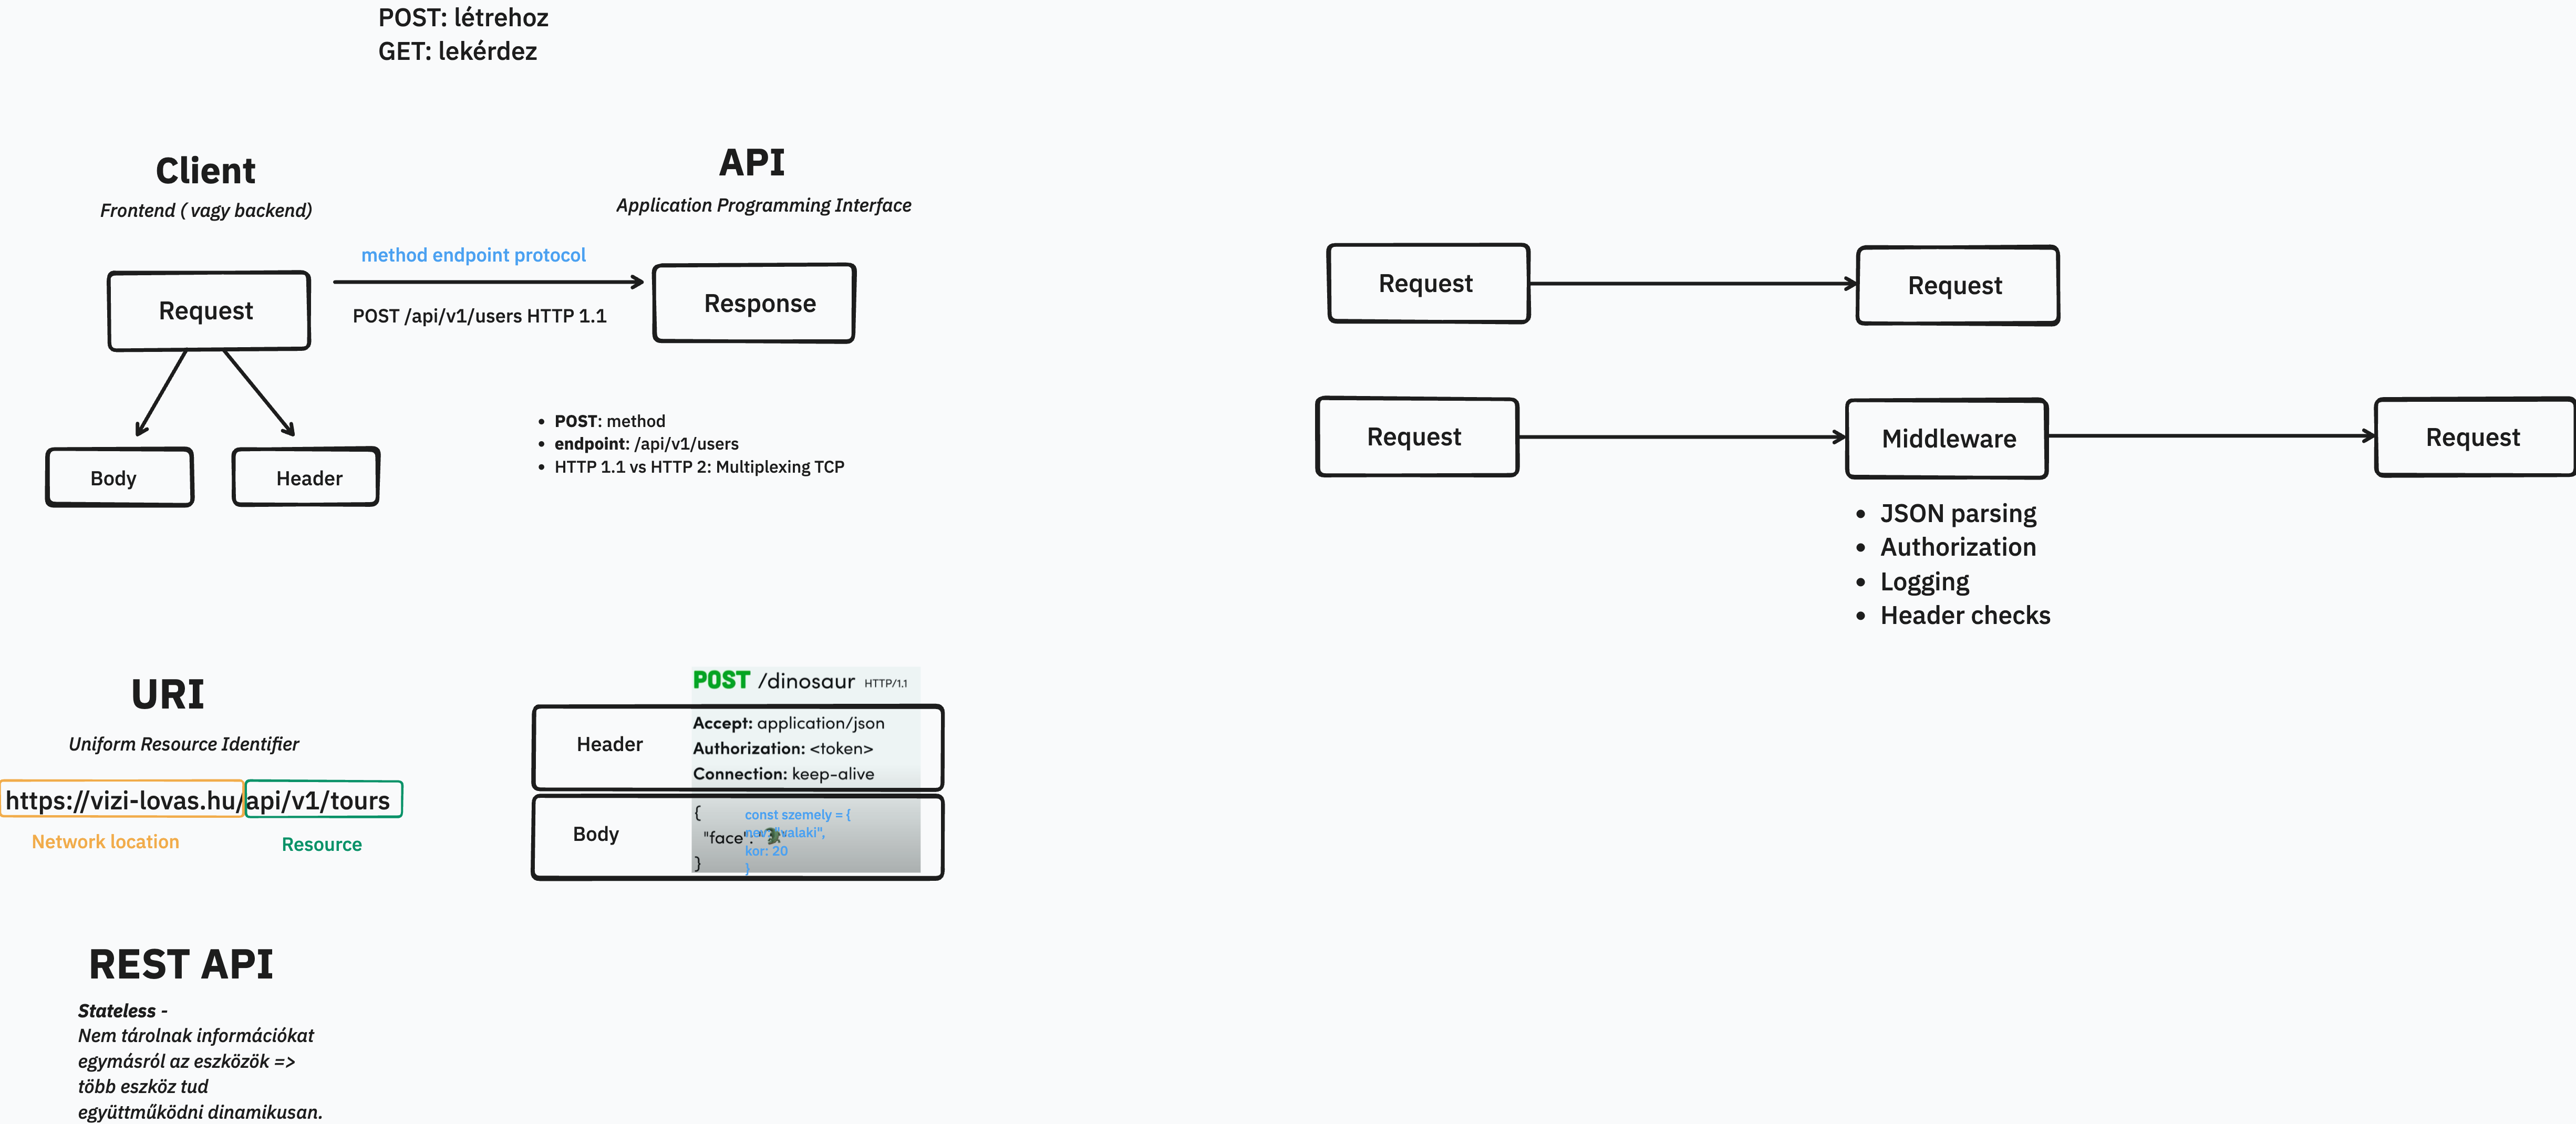 POST: létrehoz
GET: lekérdez
Client
Frontend ( vagy backend)
API
Application Programming Interface
method endpoint protocol
Request
POST /api/v1/users HTTP 1.1
Response
Body
Header
• POST: method
• endpoint: /api/v1/users
• HTTP 1.1 vs HTTP 2: Multiplexing TCP
Request
Request
Request
Middleware
Request
• JSON parsing
• Authorization
• Logging
• Header checks
URI
Uniform Resource Identifier
https://vizi-lovas.hu/api/v1/tours
Network location
Resource
POST /dinosaur HTTP/1.1
Header
Accept: application/json
Authorization: <token>
Connection: keep-alive
Body
{
"face":
}
const szemely = {
nev: "valaki",
kor: 20
}
REST API
Stateless -
Nem tárolnak információkat
egymásról az eszközök =>
több eszköz tud
együttműködni dinamikusan.